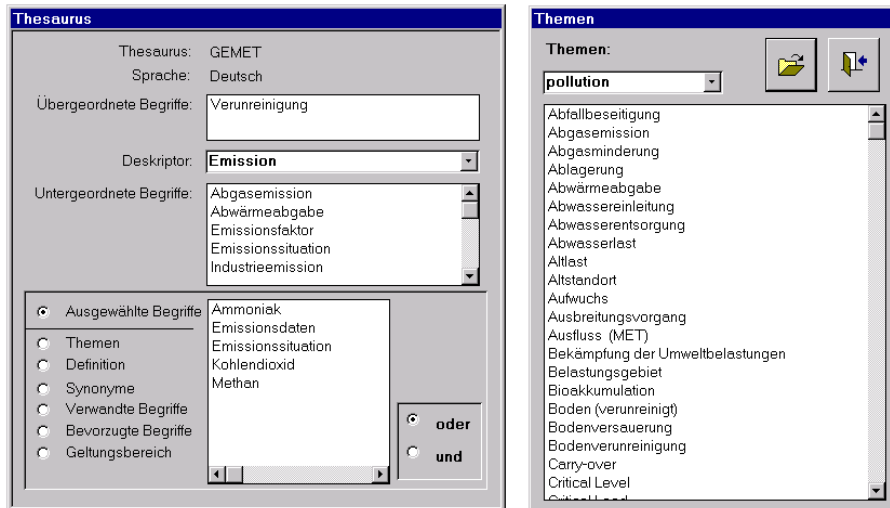 Thesaurus
Thesaurus: GEMET
Sprache: Deutsch
Übergeordnete Begriffe: Verunreinigung
Deskriptor: Emission
Untergeordnete Begriffe: Abgasemission
Abwärmeabgabe
Emissionsfaktor
Emissionssituation
Industrieemission
Ausgewählte Begriffe
Themen
Definition
Synonyme
Verwandte Begriffe
Bevorzugte Begriffe
Geltungsbereich
Ammoniak
Emissionsdaten
Emissionssituation
Kohlendioxid
Methan
oder
und
Themen
Themen:
pollution
Abfallbeseitigung
Abgasemission
Abgasminderung
Ablagerung
Abwärmeabgabe
Abwassereinleitung
Abwasserentsorgung
Abwasserlast
Altlast
Altstandort
Aufwuchs
Ausbreitungsvorgang
Ausfluss (MET)
Bekämpfung der Umweltbelastungen
Belastungsgebiet
Bioakkumulation
Boden (verunreinigt)
Bodenversauerung
Bodenverunreinigung
Carry-over
Critical Level
Critical Load